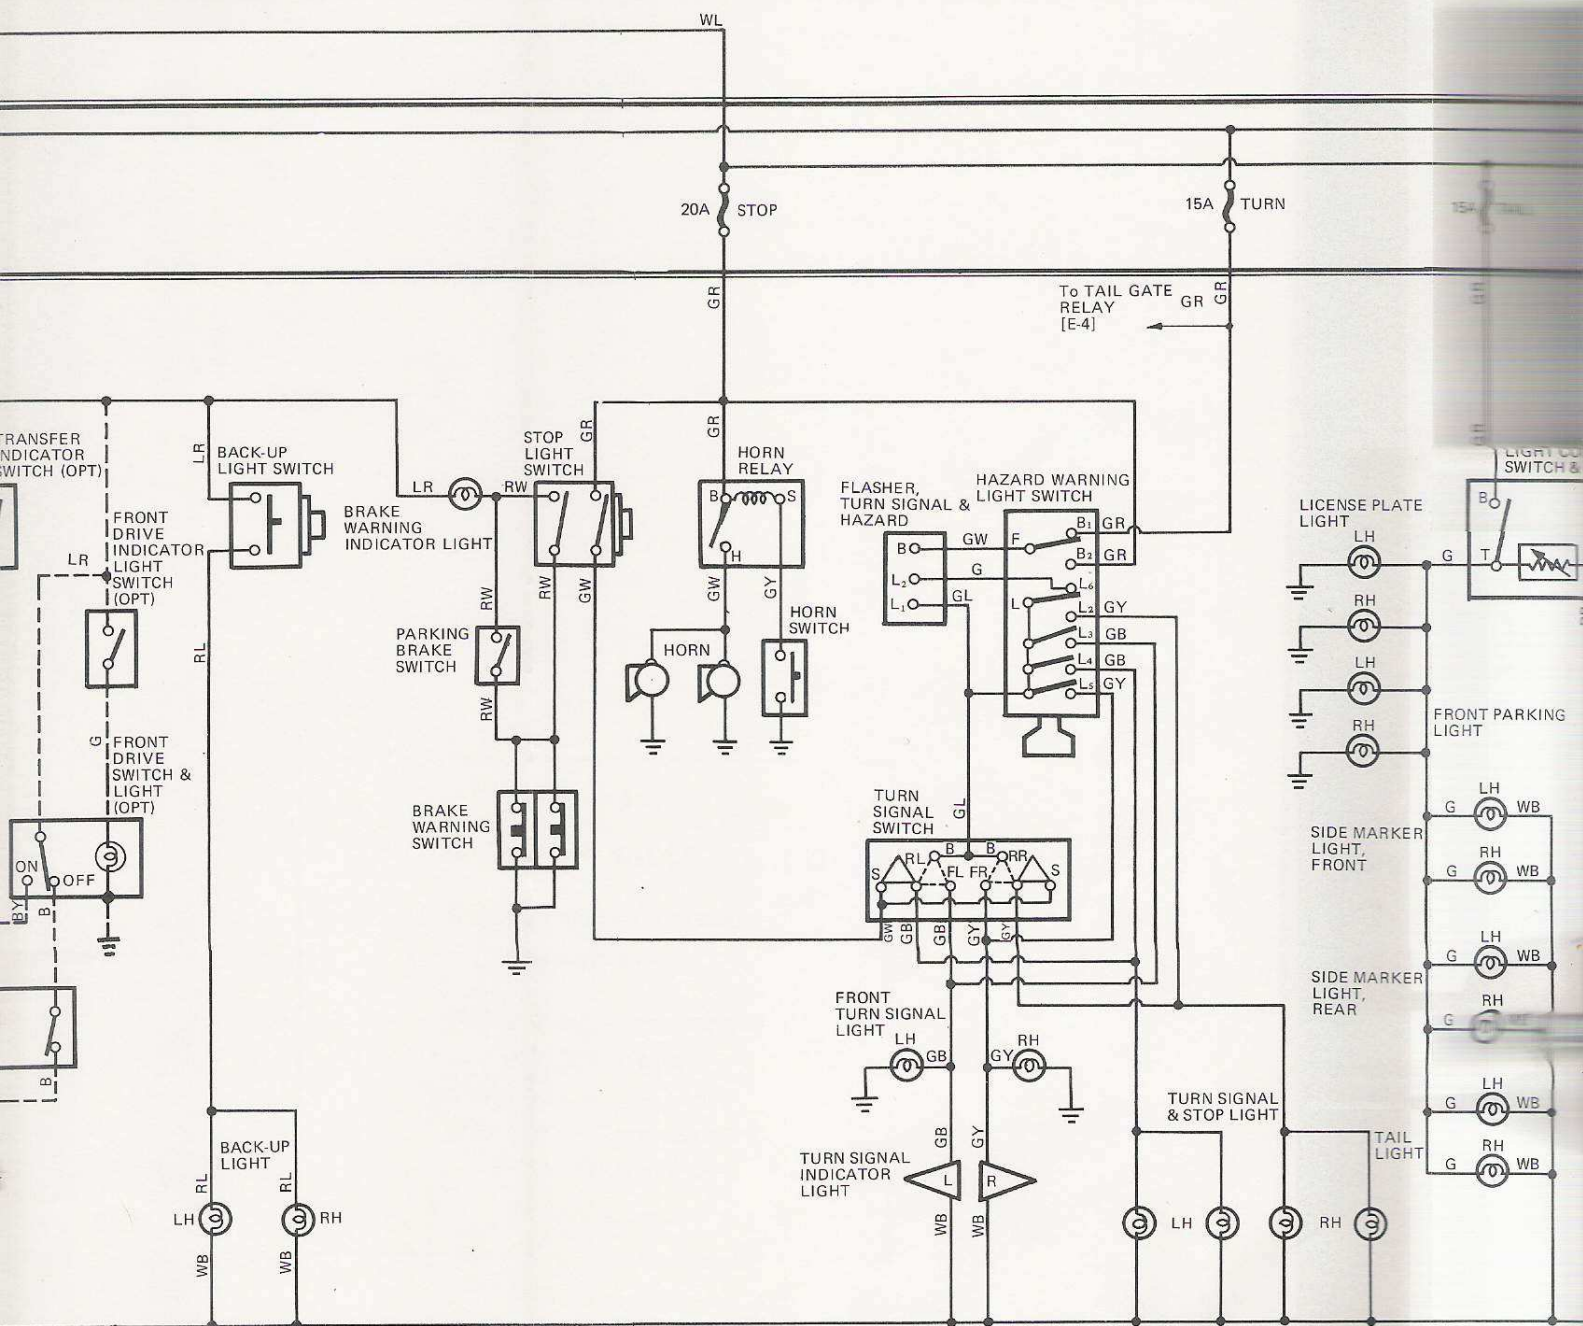 WL
20A STOP
15A TURN
15A
GR
To TAIL GATE
RELAY
[E-4]
GR
GR
GR
TRANSFER
INDICATOR
SWITCH (OPT)
LR
BACK-UP
LIGHT SWITCH
STOP
LIGHT
SWITCH
GR
GR
HORN
RELAY
B
S
H
FLASHER,
TURN SIGNAL &
HAZARD
HAZARD WARNING
LIGHT SWITCH
LIGHT CO
SWITCH &
LICENSE PLATE
LIGHT
LH
FRONT
DRIVE
INDICATOR
LIGHT
SWITCH
(OPT)
LR
BRAKE
WARNING
INDICATOR LIGHT
LR
RW
B
L2
L1
GW
G
GL
F
L
B1
B2
L6
L2
L3
L4
L5
GR
GR
GY
GB
GB
GY
G
B
T
RH
LH
RH
RW
RW
GW
GW
GY
HORN
SWITCH
HORN
RL
PARKING
BRAKE
SWITCH
RW
G
FRONT
DRIVE
SWITCH &
LIGHT
(OPT)
FRONT PARKING
LIGHT
BRAKE
WARNING
SWITCH
TURN
SIGNAL
SWITCH
GL
ON
OFF
BY
B
S
RL
B
B
RR
S
FL
FR
GW
GB
GB
GY
GY
SIDE MARKER
LIGHT,
FRONT
G
LH
WB
G
RH
WB
SIDE MARKER
LIGHT,
REAR
G
LH
WB
G
RH
FRONT
TURN SIGNAL
LIGHT
LH
GB
GY
RH
B
TURN SIGNAL
& STOP LIGHT
TAIL
LIGHT
G
LH
WB
G
RH
WB
BACK-UP
LIGHT
RL
RL
LH
RH
WB
WB
TURN SIGNAL
INDICATOR
LIGHT
GB
GY
L
R
WB
WB
LH
RH